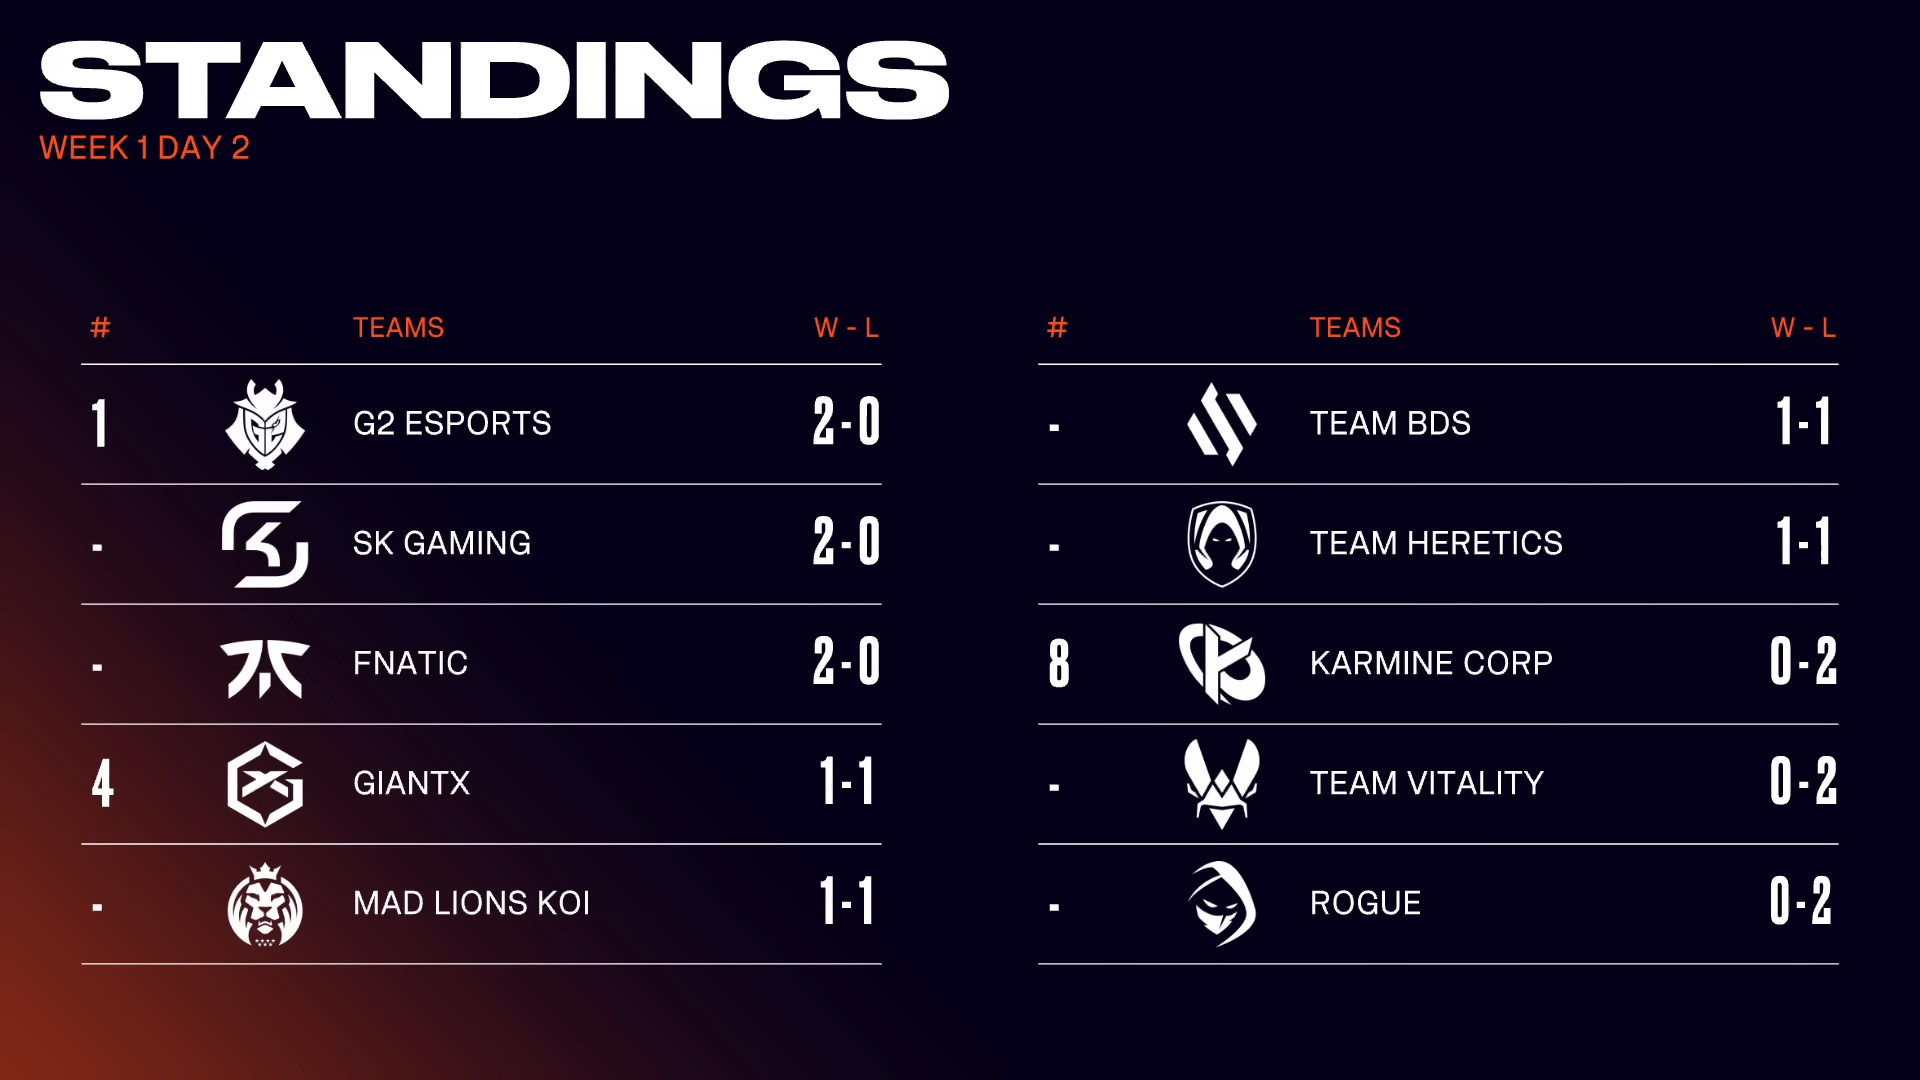 STANDINGS
WEEK 1 DAY 2
# TEAMS W - L
1 G2 ESPORTS 2-0
- SK GAMING 2-0
- FNATIC 2-0
4 GIANTX 1-1
- MAD LIONS KOI 1-1
# TEAMS W - L
- TEAM BDS 1-1
- TEAM HERETICS 1-1
8 KARMINE CORP 0-2
- TEAM VITALITY 0-2
- ROGUE 0-2